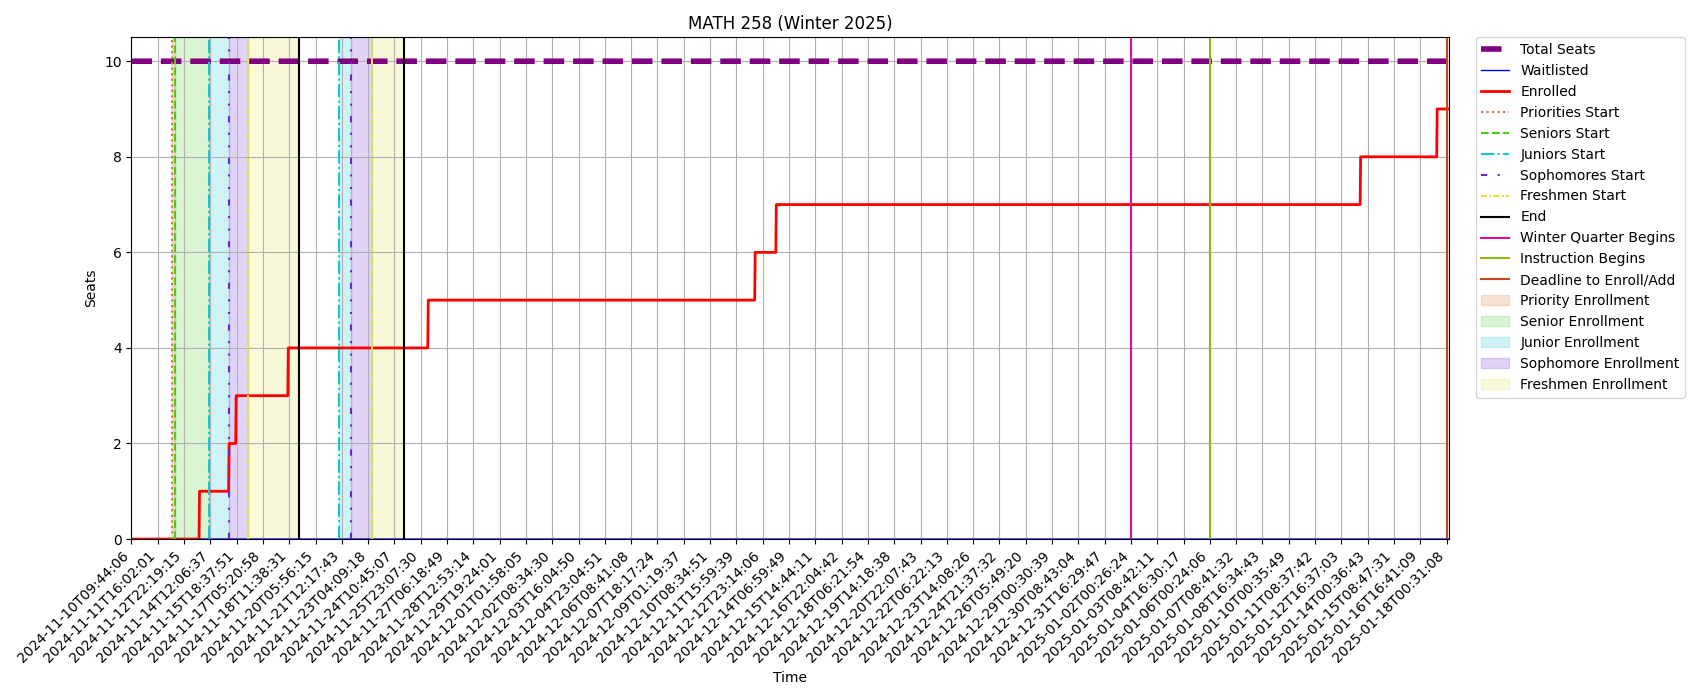 MATH 258 (Winter 2025)
10
8
6
4
2
0
Seats
2024-11-10T09:44:06
2024-11-11T16:02:01
2024-11-12T22:19:15
2024-11-14T12:06:37
2024-11-15T18:37:51
2024-11-17T05:20:58
2024-11-18T11:38:31
2024-11-20T05:56:15
2024-11-21T12:17:43
2024-11-23T04:09:18
2024-11-24T10:45:07
2024-11-25T23:07:30
2024-11-27T06:18:49
2024-11-28T12:53:14
2024-11-29T19:24:01
2024-12-01T01:58:05
2024-12-02T08:34:30
2024-12-03T16:04:50
2024-12-04T23:04:51
2024-12-06T08:41:08
2024-12-07T18:17:24
2024-12-09T01:19:37
2024-12-10T08:34:51
2024-12-11T15:59:39
2024-12-12T23:14:06
2024-12-14T06:59:49
2024-12-15T14:44:11
2024-12-16T22:04:42
2024-12-18T06:21:54
2024-12-19T14:18:38
2024-12-20T22:07:43
2024-12-22T06:22:13
2024-12-23T14:08:26
2024-12-24T21:37:32
2024-12-26T05:49:20
2024-12-29T00:30:39
2024-12-30T08:43:04
2024-12-31T16:29:47
2025-01-02T00:26:24
2025-01-03T08:42:11
2025-01-04T16:30:17
2025-01-06T00:24:06
2025-01-07T08:41:32
2025-01-08T16:34:43
2025-01-10T00:35:49
2025-01-11T08:37:42
2025-01-12T16:37:03
2025-01-14T00:36:43
2025-01-15T08:47:31
2025-01-16T16:41:09
2025-01-18T00:31:08
Time
Total Seats
Waitlisted
Enrolled
Priorities Start
Seniors Start
Juniors Start
Sophomores Start
Freshmen Start
End
Winter Quarter Begins
Instruction Begins
Deadline to Enroll/Add
Priority Enrollment
Senior Enrollment
Junior Enrollment
Sophomore Enrollment
Freshmen Enrollment